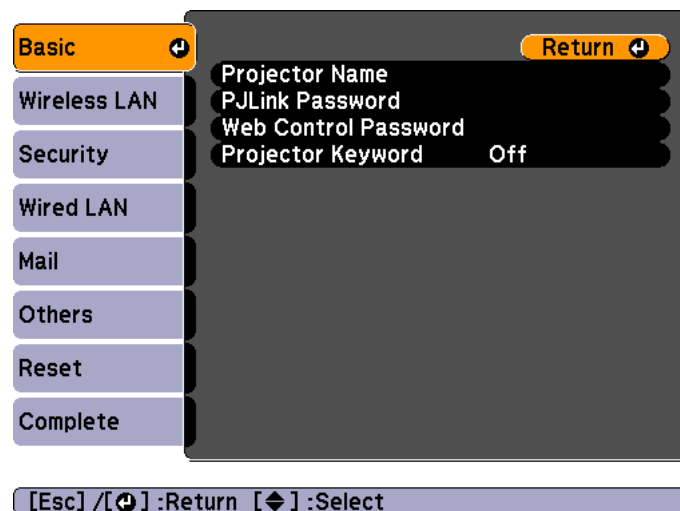 Basic
Return
Projector Name
PJLink Password
Web Control Password
Projector Keyword Off
Wireless LAN
Security
Wired LAN
Mail
Others
Reset
Complete
[Esc] /[ ] :Return [ ] :Select